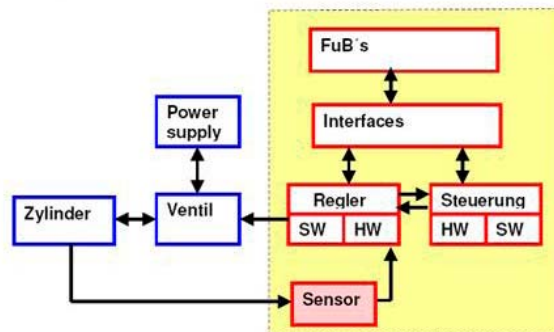 FuB´s
Power
supply
Interfaces
Zylinder
Ventil
Regler
SW
HW
Steuerung
HW
SW
Sensor